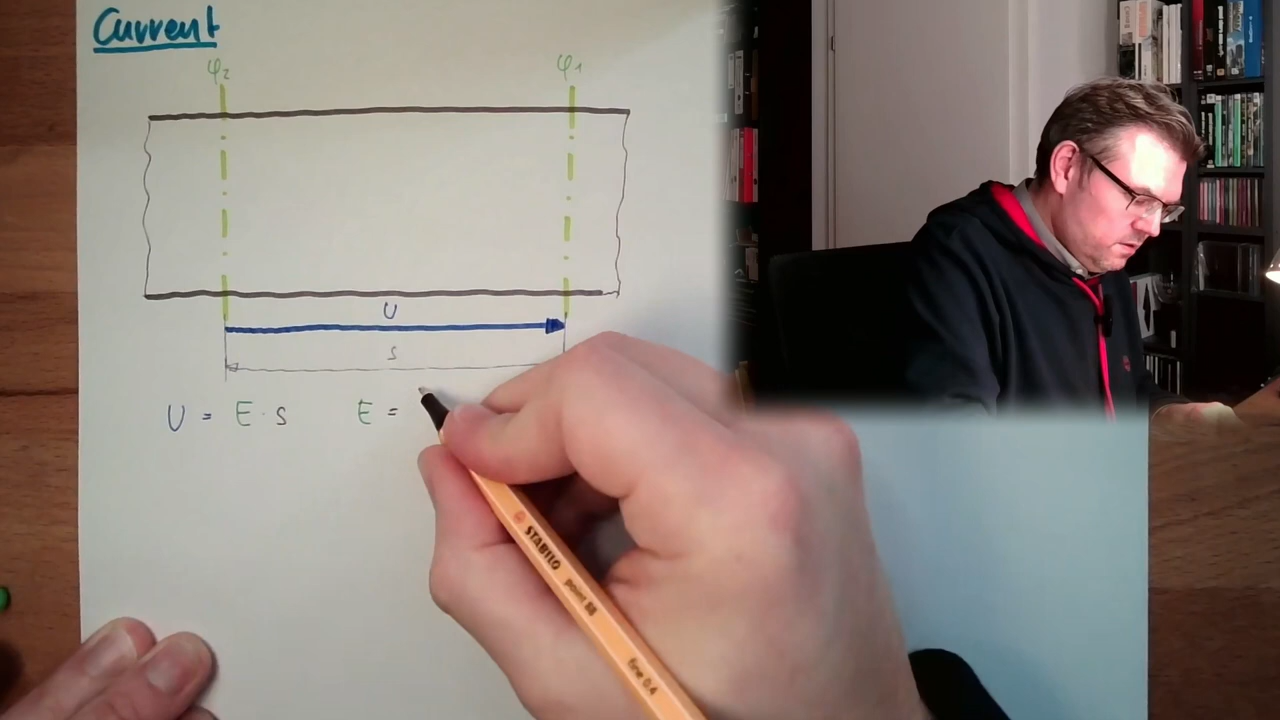 Current
φ₂ φ₁
U
s
U = E · s E =
STABILO point 88 fine 0,4